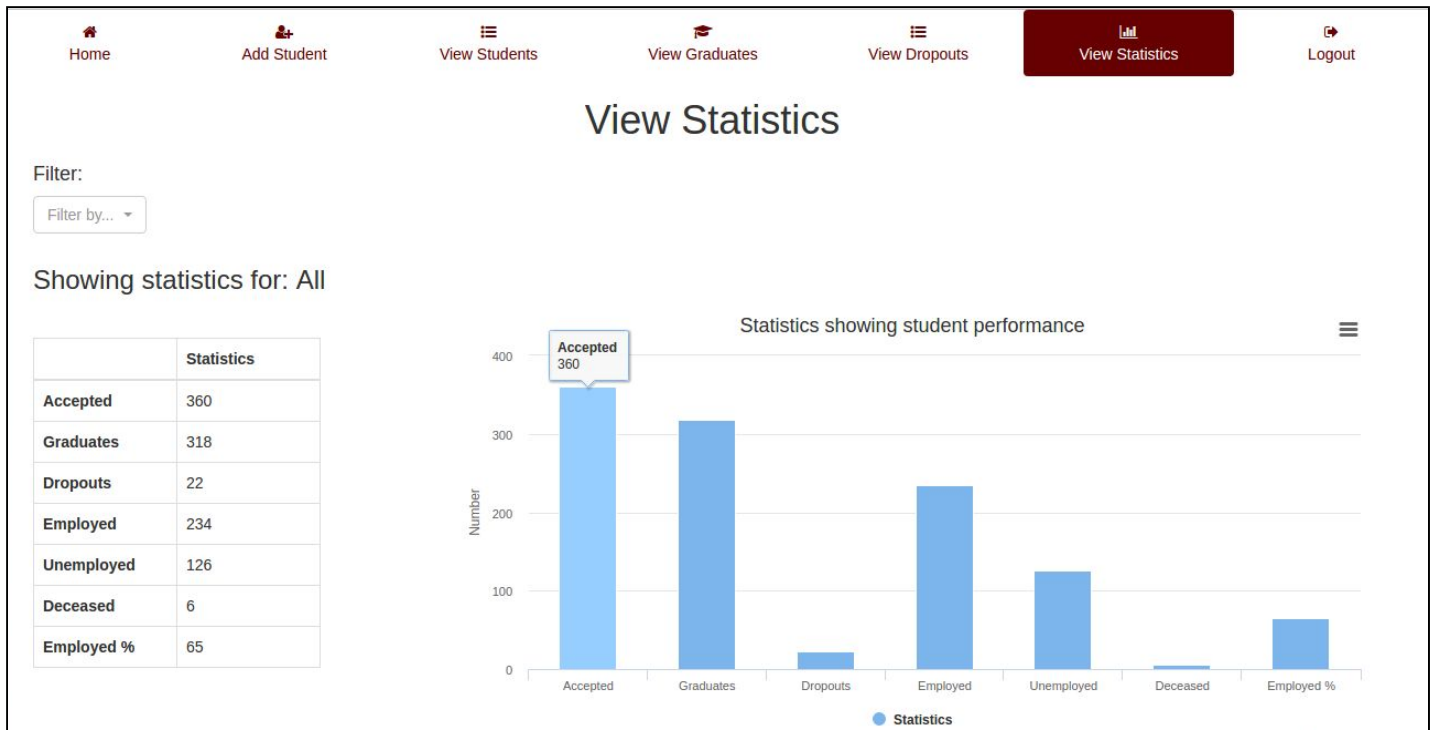 Home Add Student View Students View Graduates View Dropouts View Statistics Logout
View Statistics
Filter:
Filter by...
Showing statistics for: All
Statistics
Accepted 360
Graduates 318
Dropouts 22
Employed 234
Unemployed 126
Deceased 6
Employed % 65
Statistics showing student performance
Accepted
360
400
300
200
100
0
Number
Accepted Graduates Dropouts Employed Unemployed Deceased Employed %
Statistics